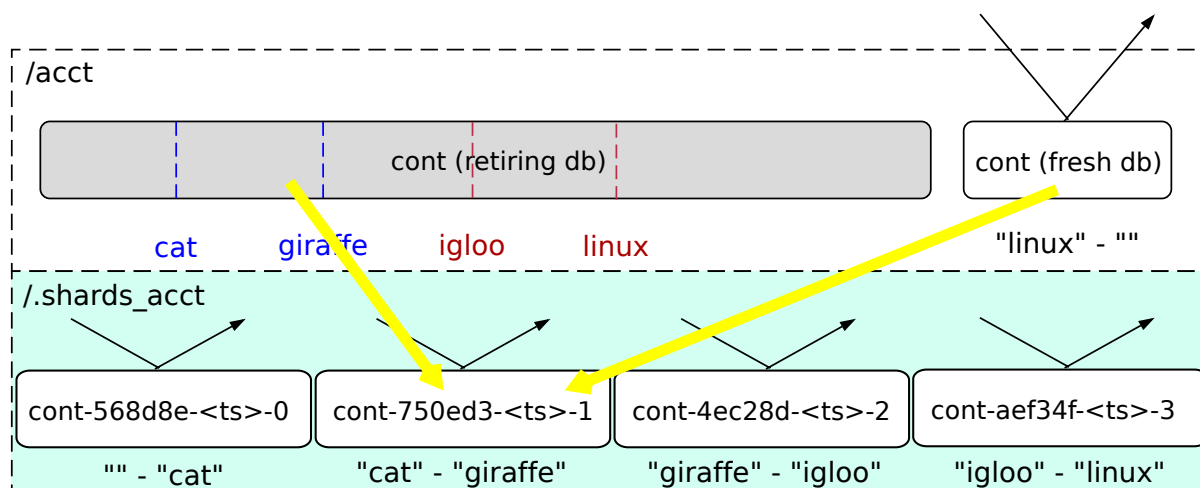 /acct
cont (retiring db)
cont (fresh db)
cat
giraffe
igloo
linux
"linux" - ""
/.shards_acct
cont-568d8e-<ts>-0
cont-750ed3-<ts>-1
cont-4ec28d-<ts>-2
cont-aef34f-<ts>-3
"" - "cat"
"cat" - "giraffe"
"giraffe" - "igloo"
"igloo" - "linux"